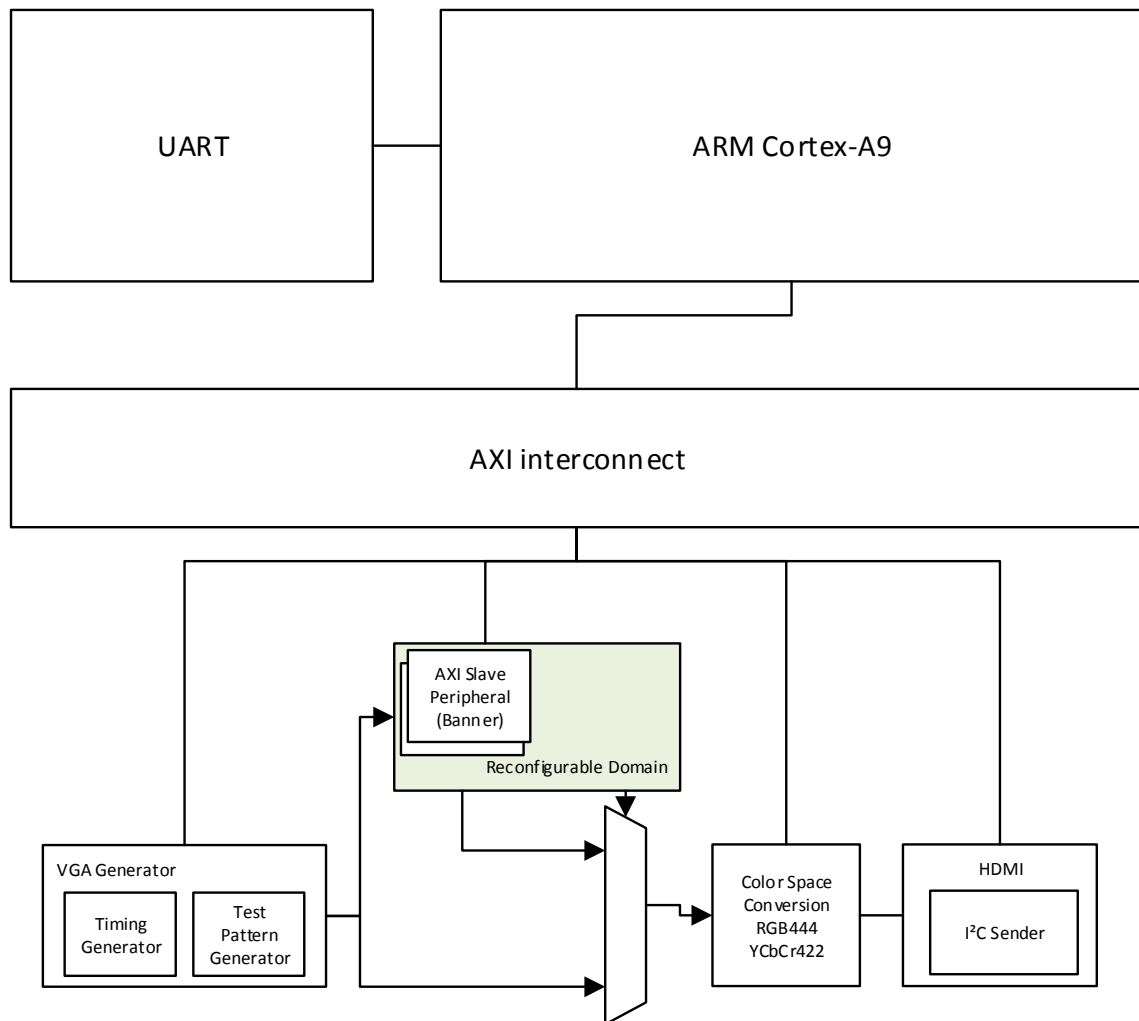 UART
ARM Cortex-A9
AXI interconnect
AXI Slave
Peripheral
(Banner)
Reconfigurable Domain
VGA Generator
Timing
Generator
Test
Pattern
Generator
Color Space
Conversion
RGB444
YCbCr422
HDMI
I²C Sender